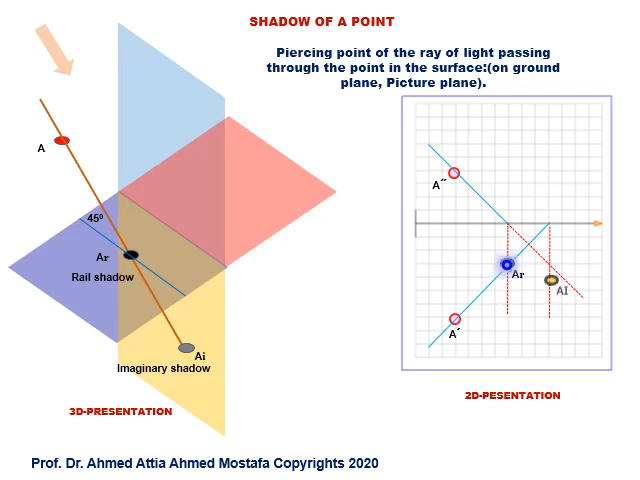 SHADOW OF A POINT
Piercing point of the ray of light passing
through the point in the surface:(on ground
plane, Picture plane).
A
45⁰
Ar
Rail shadow
Ai
Imaginary shadow
3D-PRESENTATION
A˝
Ar
AI
A´
2D-PESENTATION
Prof. Dr. Ahmed Attia Ahmed Mostafa Copyrights 2020